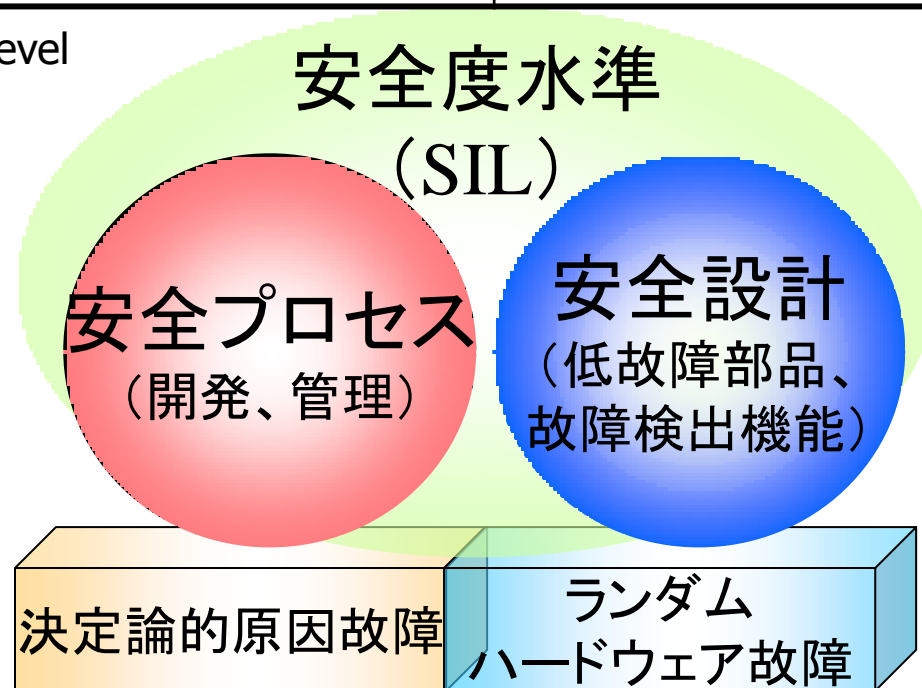 evel
安全度水準
（SIL）
安全プロセス
（開発、管理）
安全設計
（低故障部品、
故障検出機能）
決定論的原因故障
ランダム
ハードウェア故障